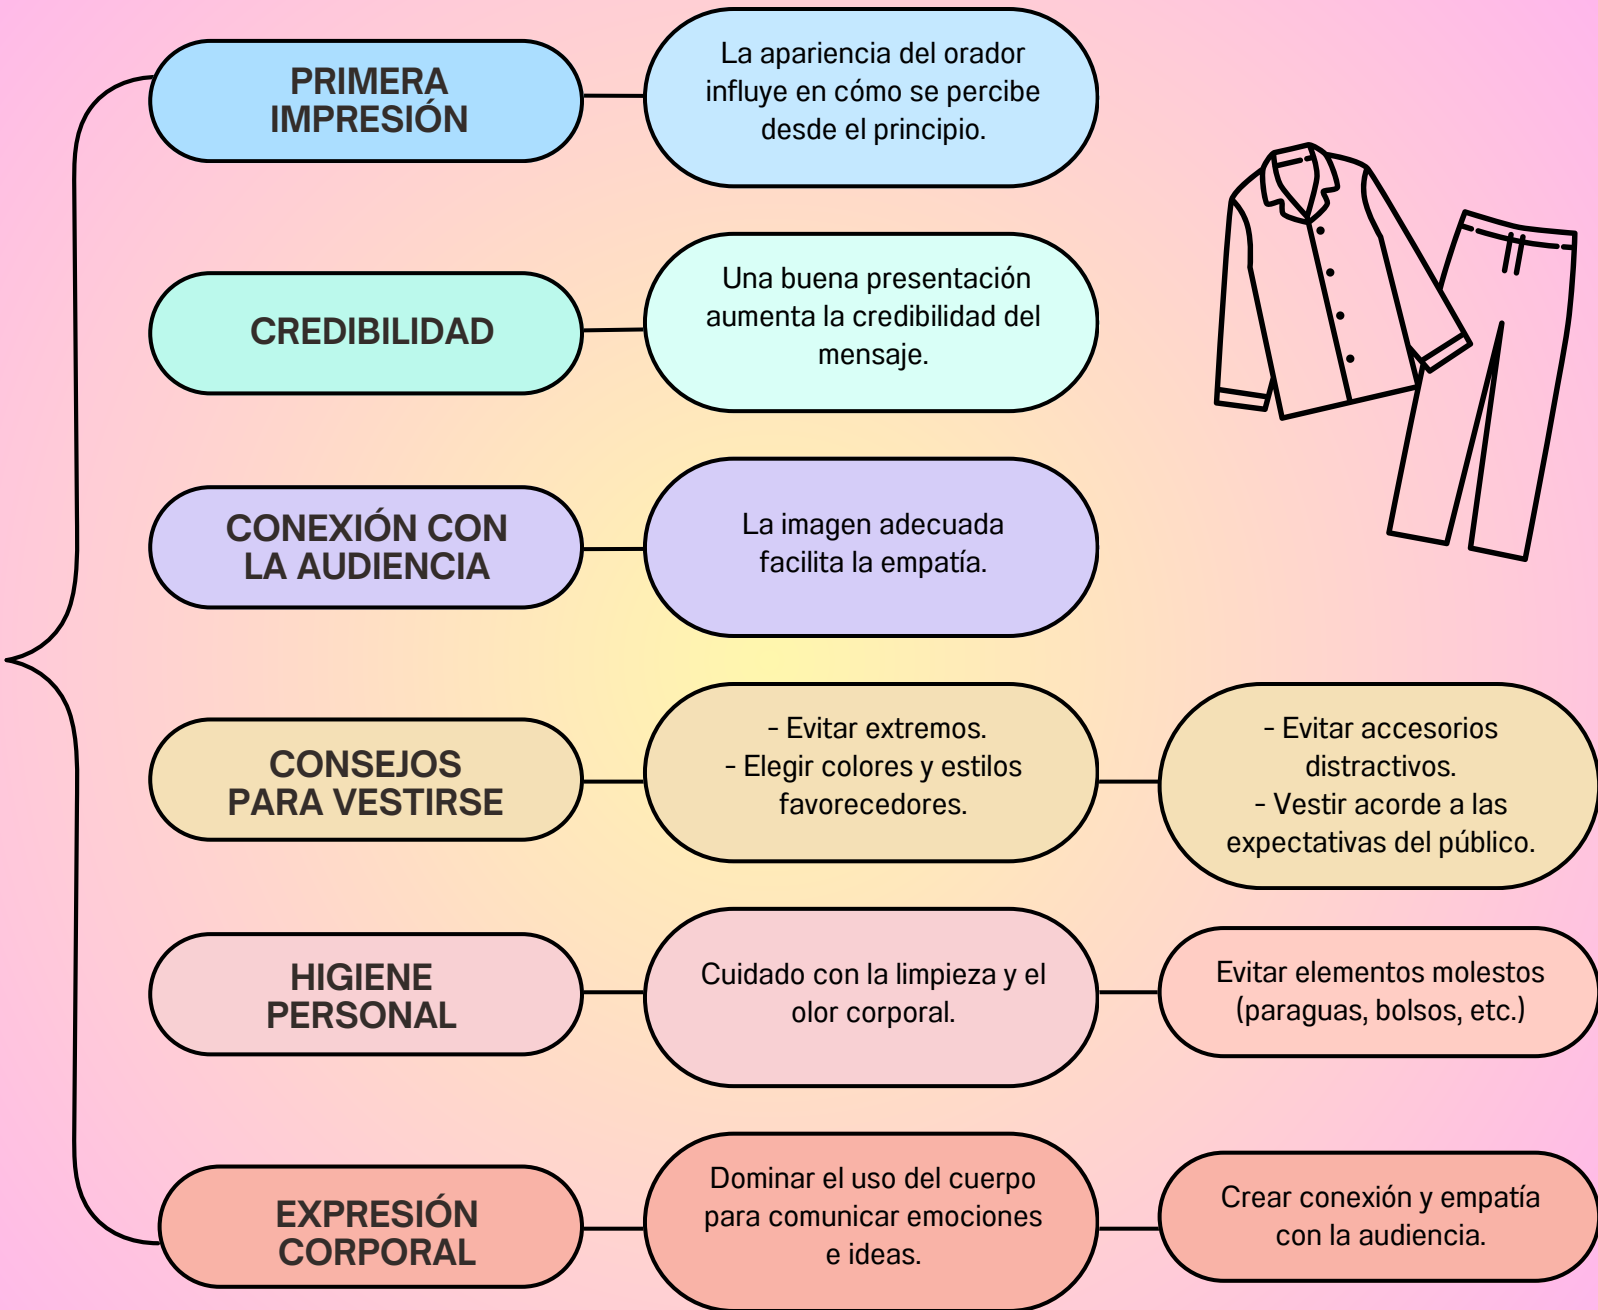 PRIMERA
IMPRESIÓN
La apariencia del orador
influye en cómo se percibe
desde el principio.
CREDIBILIDAD
Una buena presentación
aumenta la credibilidad del
mensaje.
CONEXIÓN CON
LA AUDIENCIA
La imagen adecuada
facilita la empatía.
CONSEJOS
PARA VESTIRSE
- Evitar extremos.
- Elegir colores y estilos
favorecedores.
- Evitar accesorios
distractivos.
- Vestir acorde a las
expectativas del público.
HIGIENE
PERSONAL
Cuidado con la limpieza y el
olor corporal.
Evitar elementos molestos
(paraguas, bolsos, etc.)
EXPRESIÓN
CORPORAL
Dominar el uso del cuerpo
para comunicar emociones
e ideas.
Crear conexión y empatía
con la audiencia.